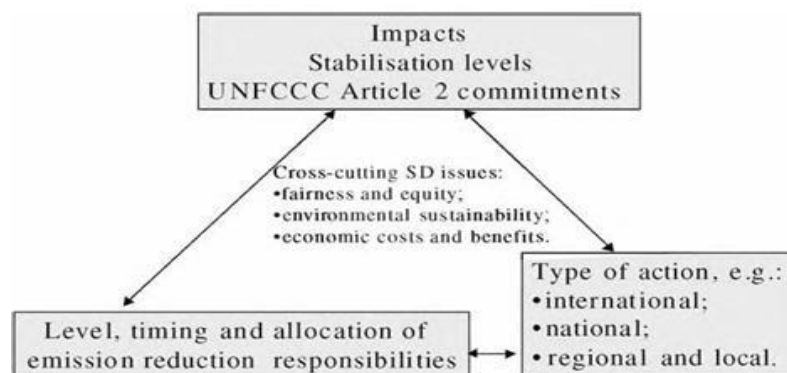 Impacts
Stabilisation levels
UNFCCC Article 2 commitments
Cross-cutting SD issues:
•fairness and equity;
•environmental sustainability;
•economic costs and benefits.
Type of action, e.g.:
•international;
•national;
•regional and local.
Level, timing and allocation of
emission reduction responsibilities